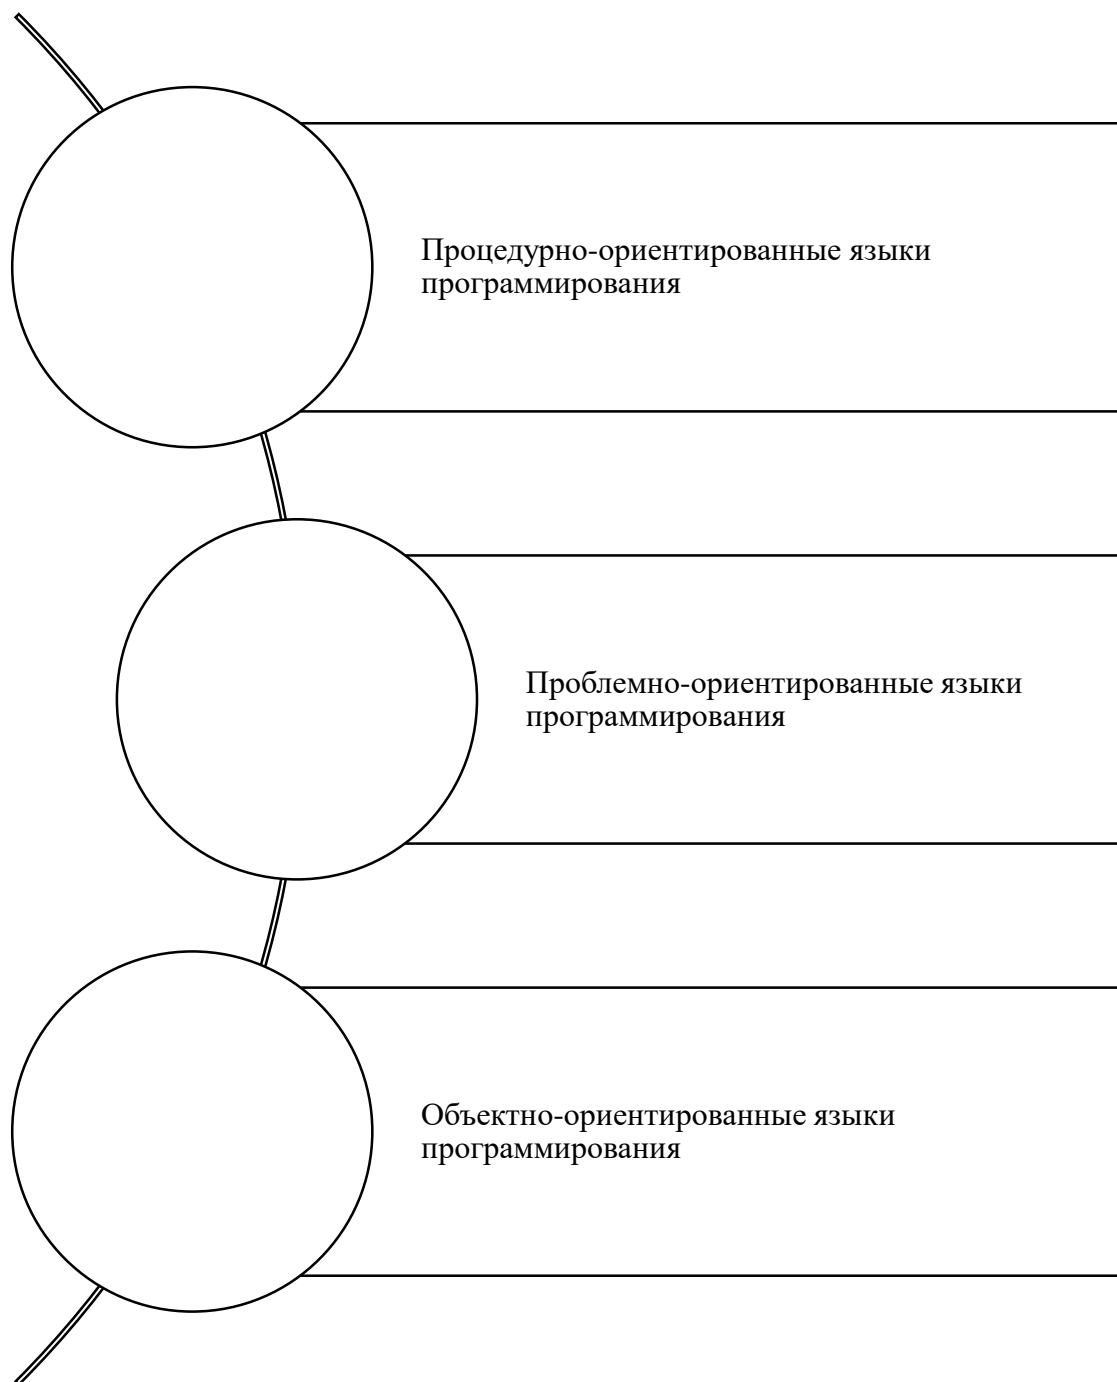 Процедурно-ориентированные языки
программирования
Проблемно-ориентированные языки
программирования
Объектно-ориентированные языки
программирования